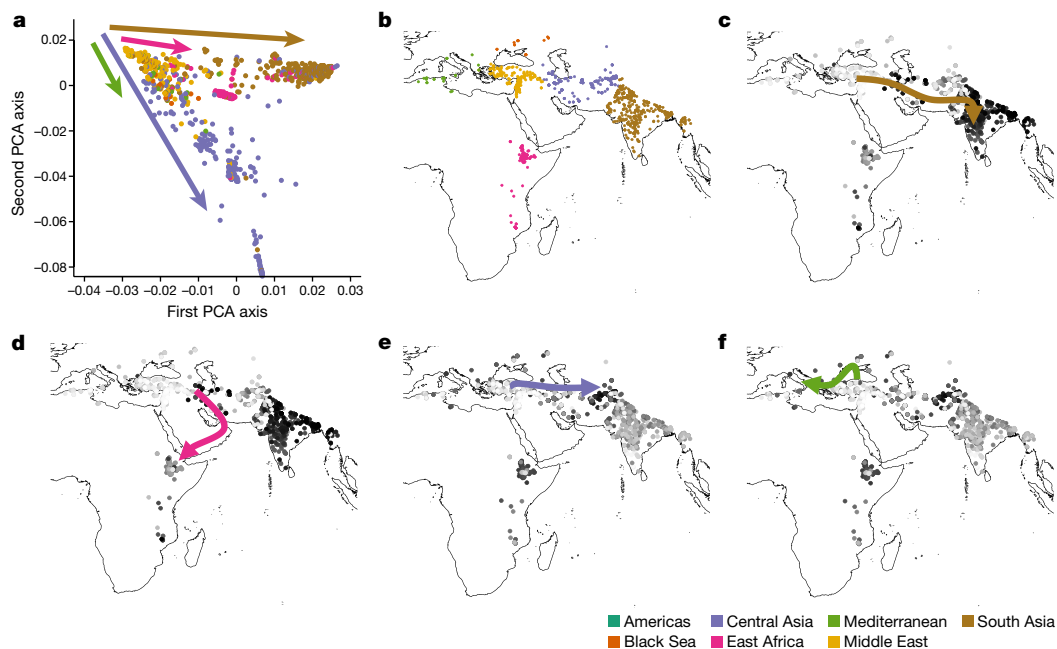 a
0.02
0
−0.02
−0.04
−0.06
−0.08
Second PCA axis
−0.04 −0.03 −0.02 −0.01 0 0.01 0.02 0.03
First PCA axis
b
c
d
e
f
Americas Central Asia Mediterranean South Asia
Black Sea East Africa Middle East